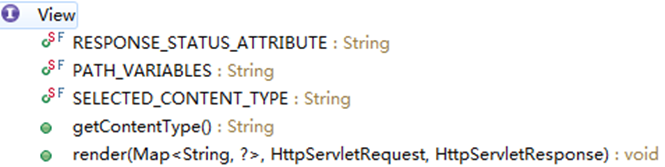 I View
S F RESPONSE_STATUS_ATTRIBUTE : String
S F PATH_VARIABLES : String
S F SELECTED_CONTENT_TYPE : String
getContentType() : String
render(Map<String, ?>, HttpServletRequest, HttpServletResponse) : void